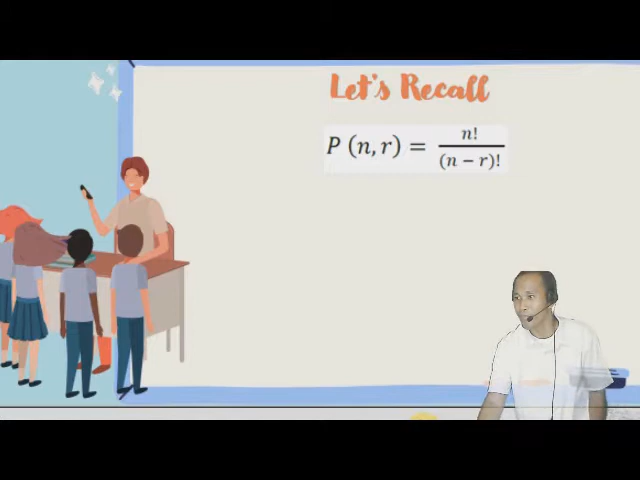 Let's Recall
P (n, r) = n! / (n − r)!